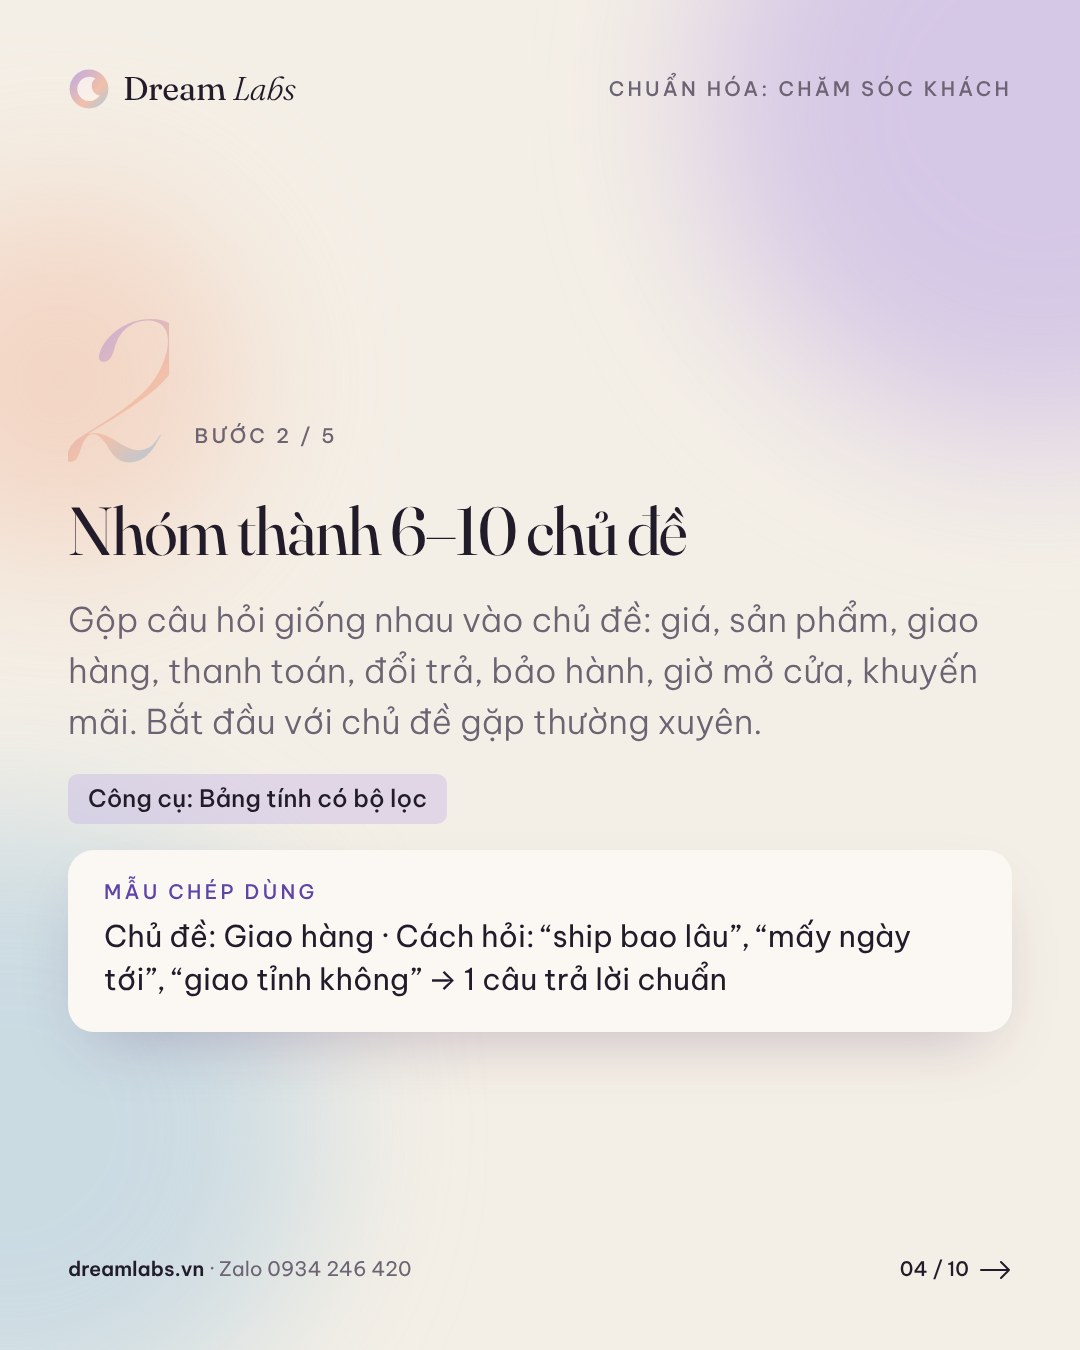 Dream Labs
CHUẨN HÓA: CHĂM SÓC KHÁCH
2
BƯỚC 2 / 5
Nhóm thành 6–10 chủ đề
Gộp câu hỏi giống nhau vào chủ đề: giá, sản phẩm, giao
hàng, thanh toán, đổi trả, bảo hành, giờ mở cửa, khuyến
mãi. Bắt đầu với chủ đề gặp thường xuyên.
Công cụ: Bảng tính có bộ lọc
MẪU CHÉP DÙNG
Chủ đề: Giao hàng · Cách hỏi: “ship bao lâu”, “mấy ngày
tới”, “giao tỉnh không” → 1 câu trả lời chuẩn
dreamlabs.vn · Zalo 0934 246 420
04 / 10 →